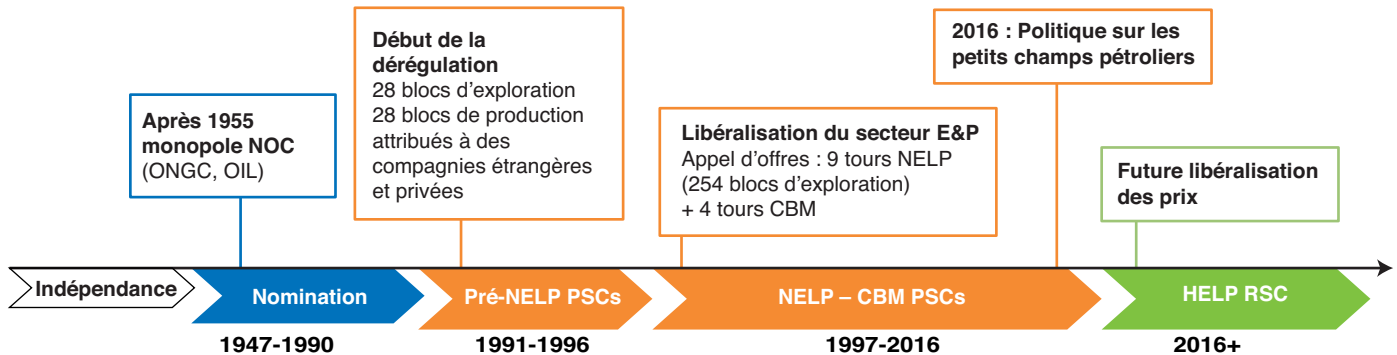 Après 1955
monopole NOC
(ONGC, OIL)
Début de la
dérégulation
28 blocs d'exploration
28 blocs de production
attribués à des
compagnies étrangères
et privées
Libéralisation du secteur E&P
Appel d'offres : 9 tours NELP
(254 blocs d'exploration)
+ 4 tours CBM
2016 : Politique sur les
petits champs pétroliers
Future libéralisation
des prix
Indépendance
Nomination
Pré-NELP PSCs
NELP – CBM PSCs
HELP RSC
1947-1990
1991-1996
1997-2016
2016+